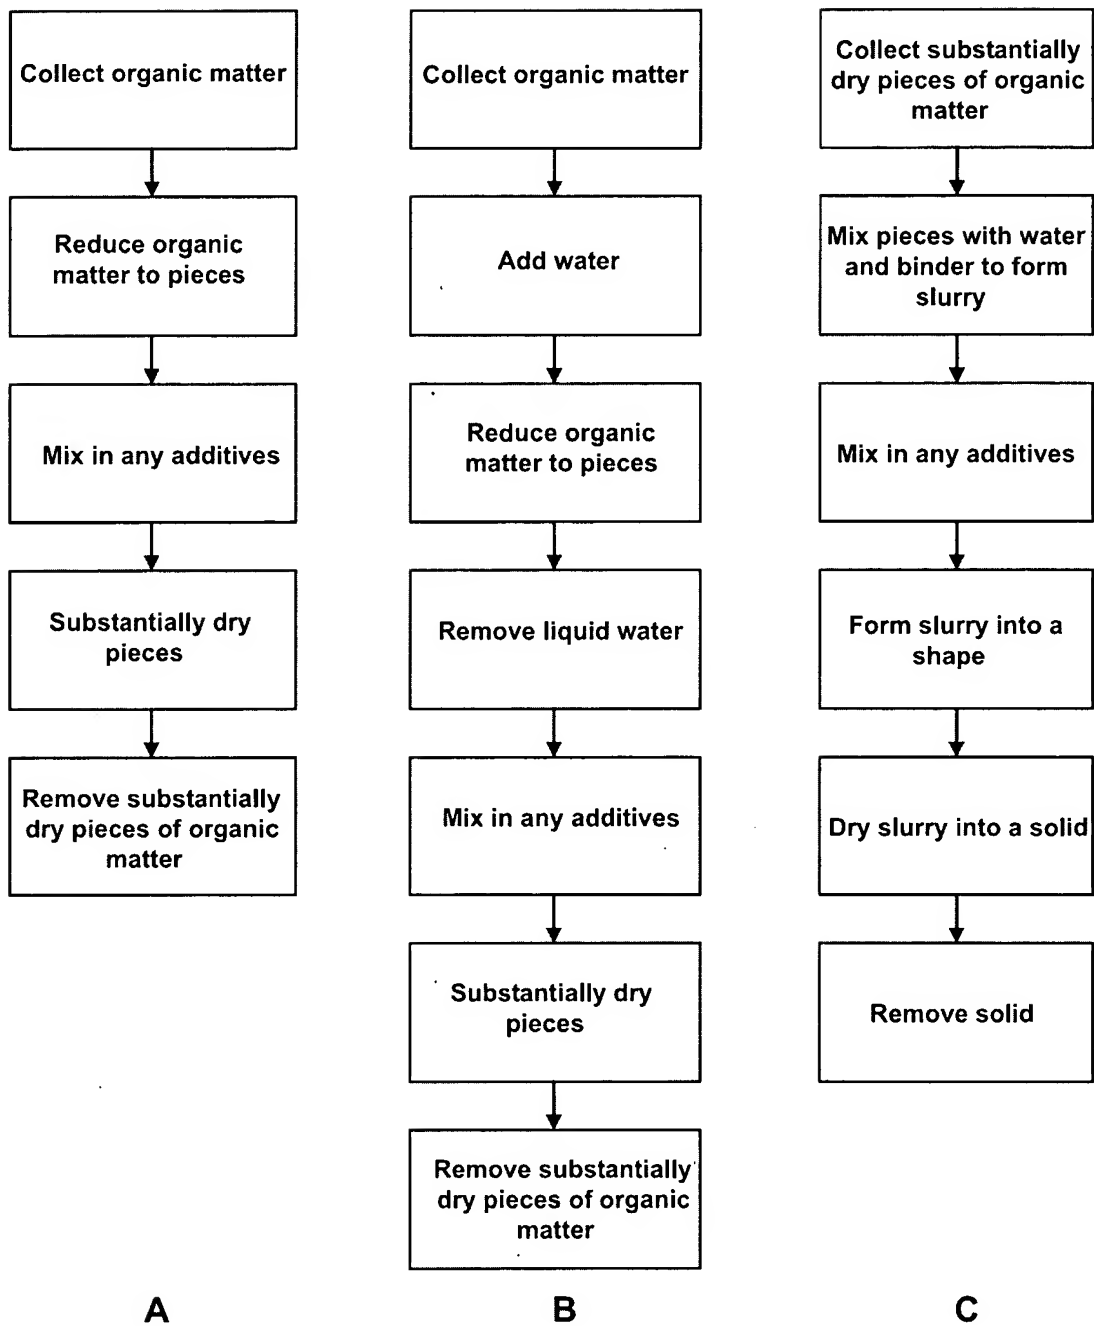 Collect organic matter
Reduce organic
matter to pieces
Mix in any additives
Substantially dry
pieces
Remove substantially
dry pieces of organic
matter
A
Collect organic matter
Add water
Reduce organic
matter to pieces
Remove liquid water
Mix in any additives
Substantially dry
pieces
Remove substantially
dry pieces of organic
matter
B
Collect substantially
dry pieces of organic
matter
Mix pieces with water
and binder to form
slurry
Mix in any additives
Form slurry into a
shape
Dry slurry into a solid
Remove solid
C